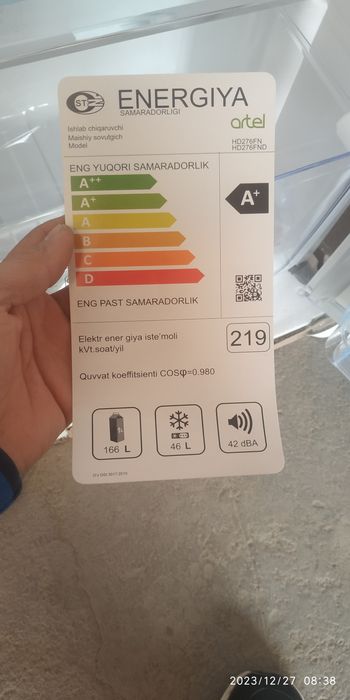 ST
ENERGIYA
SAMARADORLIGI
Ishlab chiqaruvchi
Maishiy sovutgich
Model
artel
HD276FN
HD276FND
ENG YUQORI SAMARADORLIK
A++
A+
A
B
C
D
A+
ENG PAST SAMARADORLIK
Elektr ener giya iste'moli
kVt.soat/yil
219
Quvvat koeffitsienti COSφ=0.980
166 L
46 L
42 dBA
2023/12/27 08:38